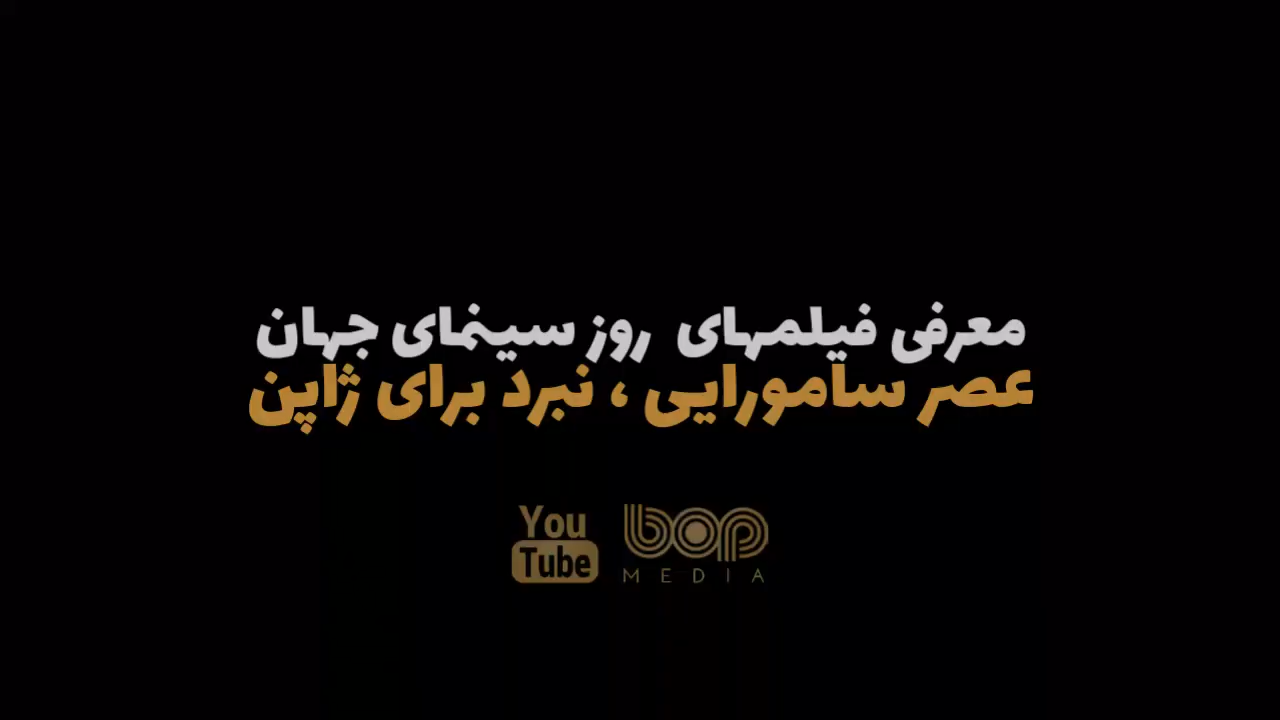 معرفی فیلمهای روز سینمای جهان
عصر سامورایی ، نبرد برای ژاپن
You Tube
bop
MEDIA